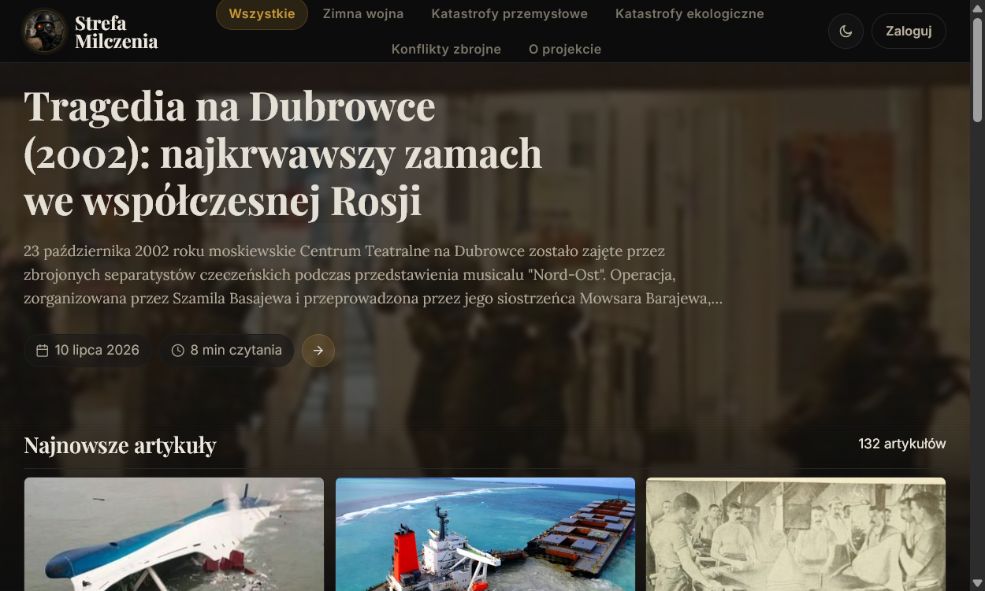 Strefa
Milczenia
Wszystkie
Zimna wojna
Katastrofy przemysłowe
Katastrofy ekologiczne
Konflikty zbrojne
O projekcie
Zaloguj
Tragedia na Dubrowce
(2002): najkrwawszy zamach
we współczesnej Rosji
23 października 2002 roku moskiewskie Centrum Teatralne na Dubrowce zostało zajęte przez
zbrojonych separatystów czeczeńskich podczas przedstawienia musicalu "Nord-Ost". Operacja,
zorganizowana przez Szamila Basajewa i przeprowadzona przez jego siostrzeńca Mowsara Barajewa,...
10 lipca 2026
8 min czytania
Najnowsze artykuły
132 artykułów